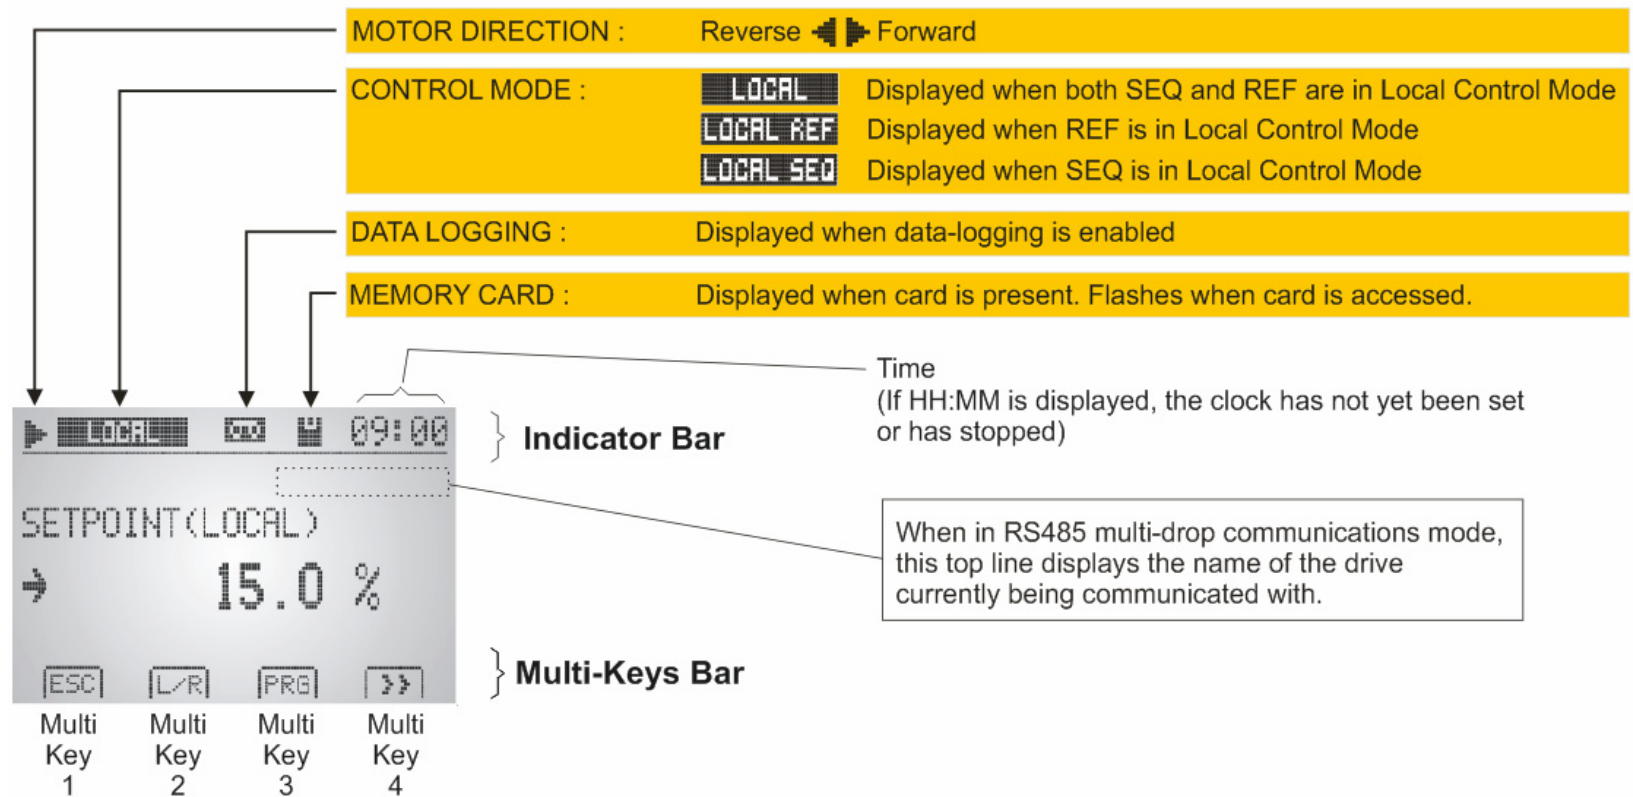 MOTOR DIRECTION : Reverse Forward
CONTROL MODE : LOCAL Displayed when both SEQ and REF are in Local Control Mode
LOCAL REF Displayed when REF is in Local Control Mode
LOCAL SEQ Displayed when SEQ is in Local Control Mode
DATA LOGGING : Displayed when data-logging is enabled
MEMORY CARD : Displayed when card is present. Flashes when card is accessed.
Time
(If HH:MM is displayed, the clock has not yet been set
or has stopped)
LOCAL 09:00
Indicator Bar
SETPOINT(LOCAL)
15.0 %
When in RS485 multi-drop communications mode,
this top line displays the name of the drive
currently being communicated with.
ESC L/R PRG >>
Multi-Keys Bar
Multi Key 1
Multi Key 2
Multi Key 3
Multi Key 4